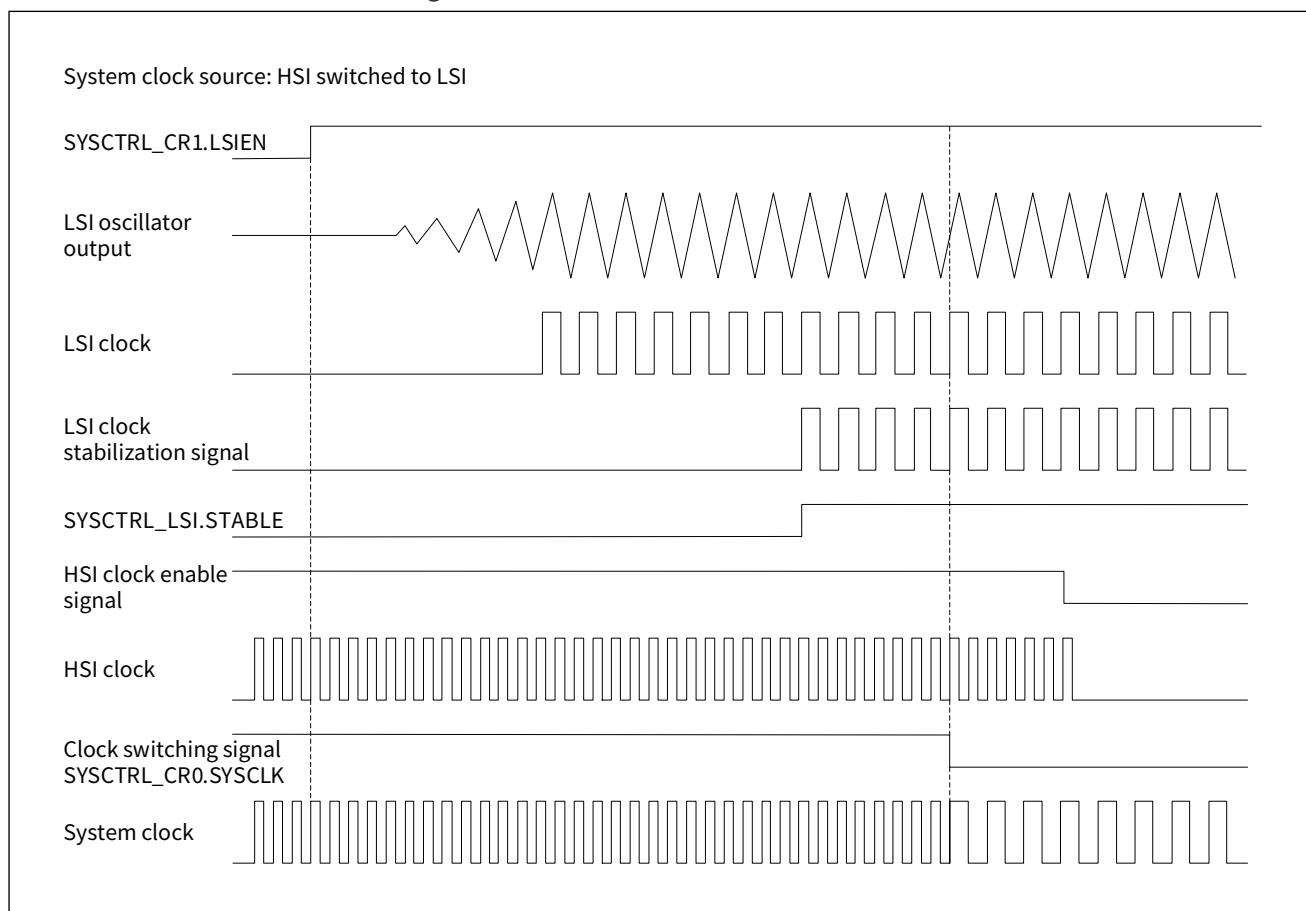 System clock source: HSI switched to LSI
SYSCTRL_CR1.LSIEN
LSI oscillator
output
LSI clock
LSI clock
stabilization signal
SYSCTRL_LSI.STABLE
HSI clock enable
signal
HSI clock
Clock switching signal
SYSCTRL_CR0.SYSCLK
System clock